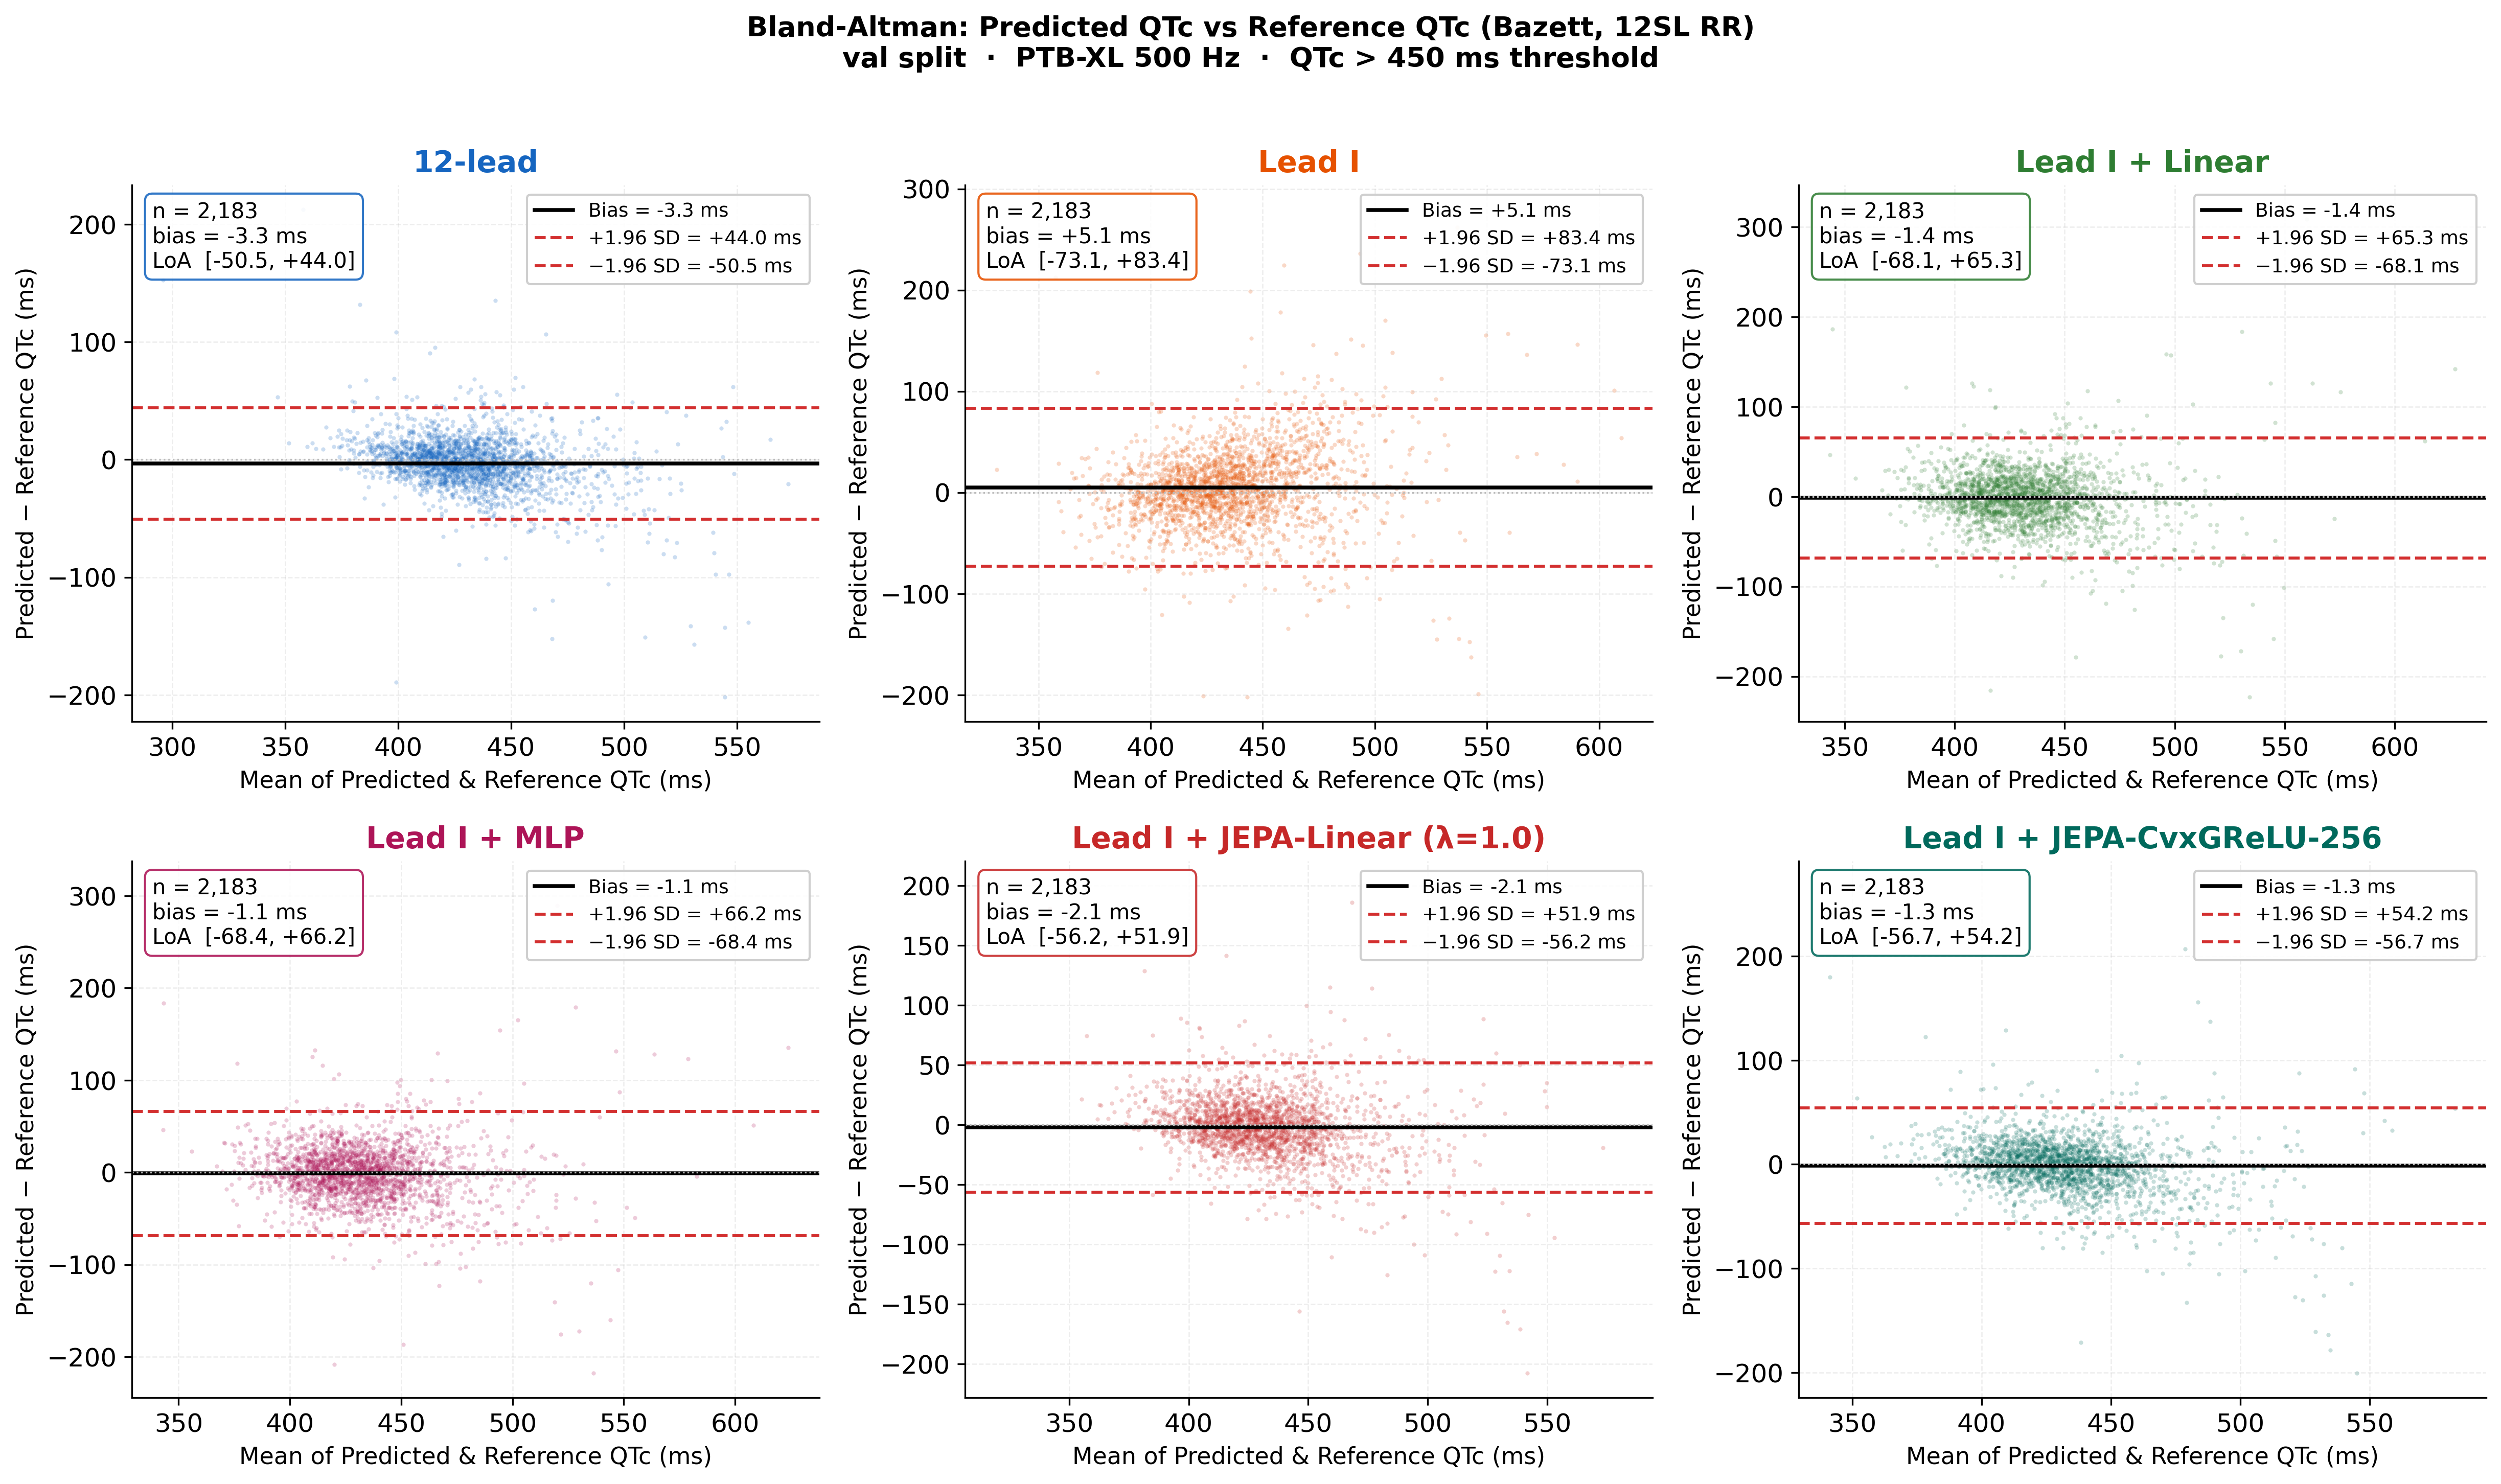 Bland-Altman: Predicted QTc vs Reference QTc (Bazett, 12SL RR)
val split · PTB-XL 500 Hz · QTc > 450 ms threshold
12-lead
n = 2,183
bias = -3.3 ms
LoA [-50.5, +44.0]
Bias = -3.3 ms
+1.96 SD = +44.0 ms
−1.96 SD = -50.5 ms
Predicted − Reference QTc (ms)
200
100
0
−100
−200
300 350 400 450 500 550
Mean of Predicted & Reference QTc (ms)
Lead I
n = 2,183
bias = +5.1 ms
LoA [-73.1, +83.4]
Bias = +5.1 ms
+1.96 SD = +83.4 ms
−1.96 SD = -73.1 ms
Predicted − Reference QTc (ms)
300
200
100
0
−100
−200
350 400 450 500 550 600
Mean of Predicted & Reference QTc (ms)
Lead I + Linear
n = 2,183
bias = -1.4 ms
LoA [-68.1, +65.3]
Bias = -1.4 ms
+1.96 SD = +65.3 ms
−1.96 SD = -68.1 ms
Predicted − Reference QTc (ms)
300
200
100
0
−100
−200
350 400 450 500 550 600
Mean of Predicted & Reference QTc (ms)
Lead I + MLP
n = 2,183
bias = -1.1 ms
LoA [-68.4, +66.2]
Bias = -1.1 ms
+1.96 SD = +66.2 ms
−1.96 SD = -68.4 ms
Predicted − Reference QTc (ms)
300
200
100
0
−100
−200
350 400 450 500 550 600
Mean of Predicted & Reference QTc (ms)
Lead I + JEPA-Linear (λ=1.0)
n = 2,183
bias = -2.1 ms
LoA [-56.2, +51.9]
Bias = -2.1 ms
+1.96 SD = +51.9 ms
−1.96 SD = -56.2 ms
Predicted − Reference QTc (ms)
200
150
100
50
0
−50
−100
−150
−200
350 400 450 500 550
Mean of Predicted & Reference QTc (ms)
Lead I + JEPA-CvxGReLU-256
n = 2,183
bias = -1.3 ms
LoA [-56.7, +54.2]
Bias = -1.3 ms
+1.96 SD = +54.2 ms
−1.96 SD = -56.7 ms
Predicted − Reference QTc (ms)
200
100
0
−100
−200
350 400 450 500 550
Mean of Predicted & Reference QTc (ms)